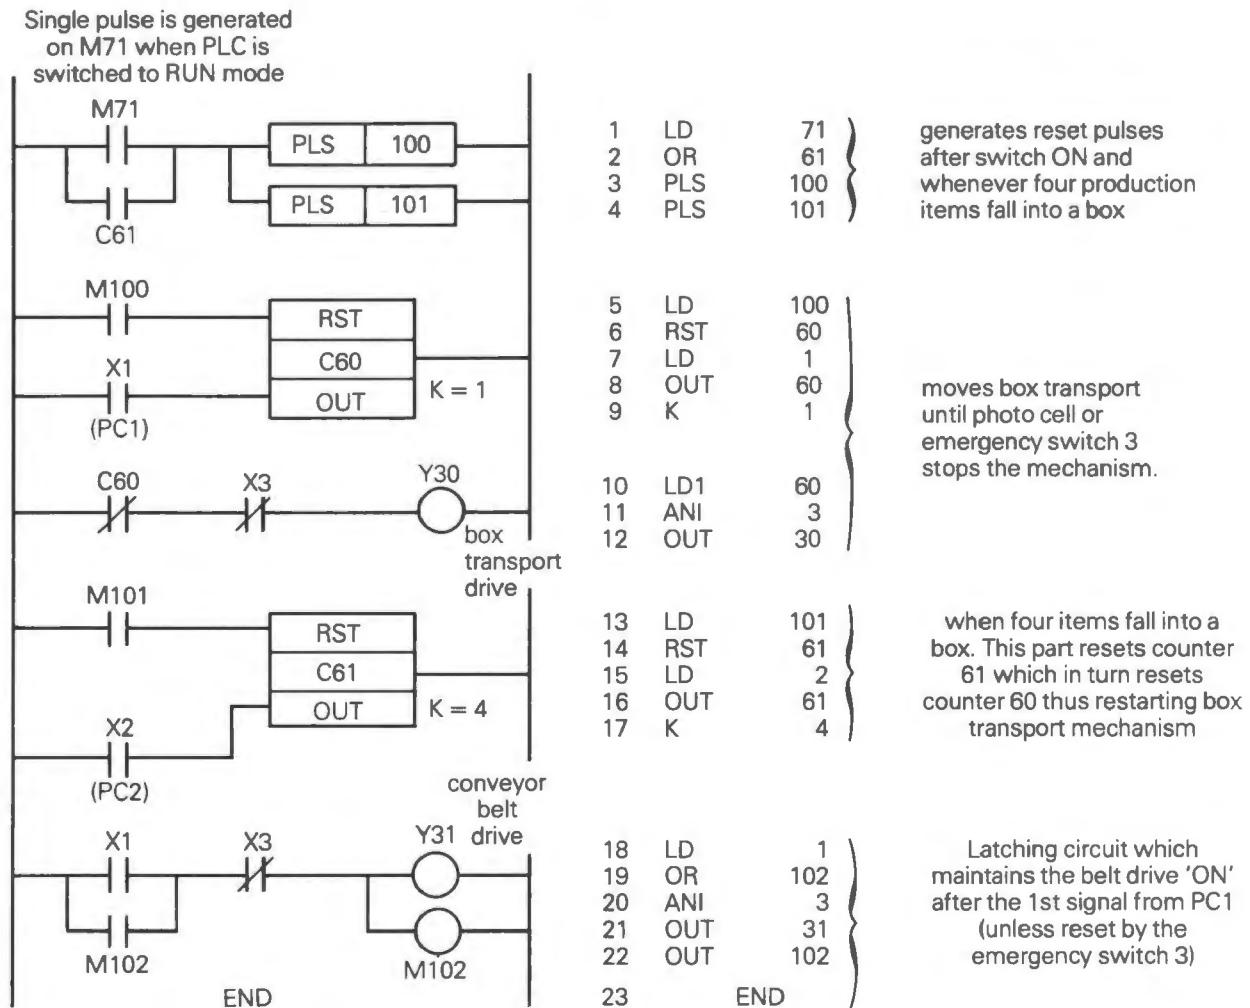 Single pulse is generated
on M71 when PLC is
switched to RUN mode
M71
PLS 100
PLS 101
C61
M100
RST
C60
X1
OUT
K = 1
(PC1)
C60 X3 Y30
box
transport
drive
M101
RST
C61
OUT
K = 4
X2
(PC2)
conveyor
belt
drive
X1 X3 Y31
M102 M102
END
1 LD 71
2 OR 61
3 PLS 100
4 PLS 101
generates reset pulses
after switch ON and
whenever four production
items fall into a box
5 LD 100
6 RST 60
7 LD 1
8 OUT 60
9 K 1
10 LD1 60
11 ANI 3
12 OUT 30
moves box transport
until photo cell or
emergency switch 3
stops the mechanism.
13 LD 101
14 RST 61
15 LD 2
16 OUT 61
17 K 4
when four items fall into a
box. This part resets counter
61 which in turn resets
counter 60 thus restarting box
transport mechanism
18 LD 1
19 OR 102
20 ANI 3
21 OUT 31
22 OUT 102
23 END
Latching circuit which
maintains the belt drive 'ON'
after the 1st signal from PC1
(unless reset by the
emergency switch 3)